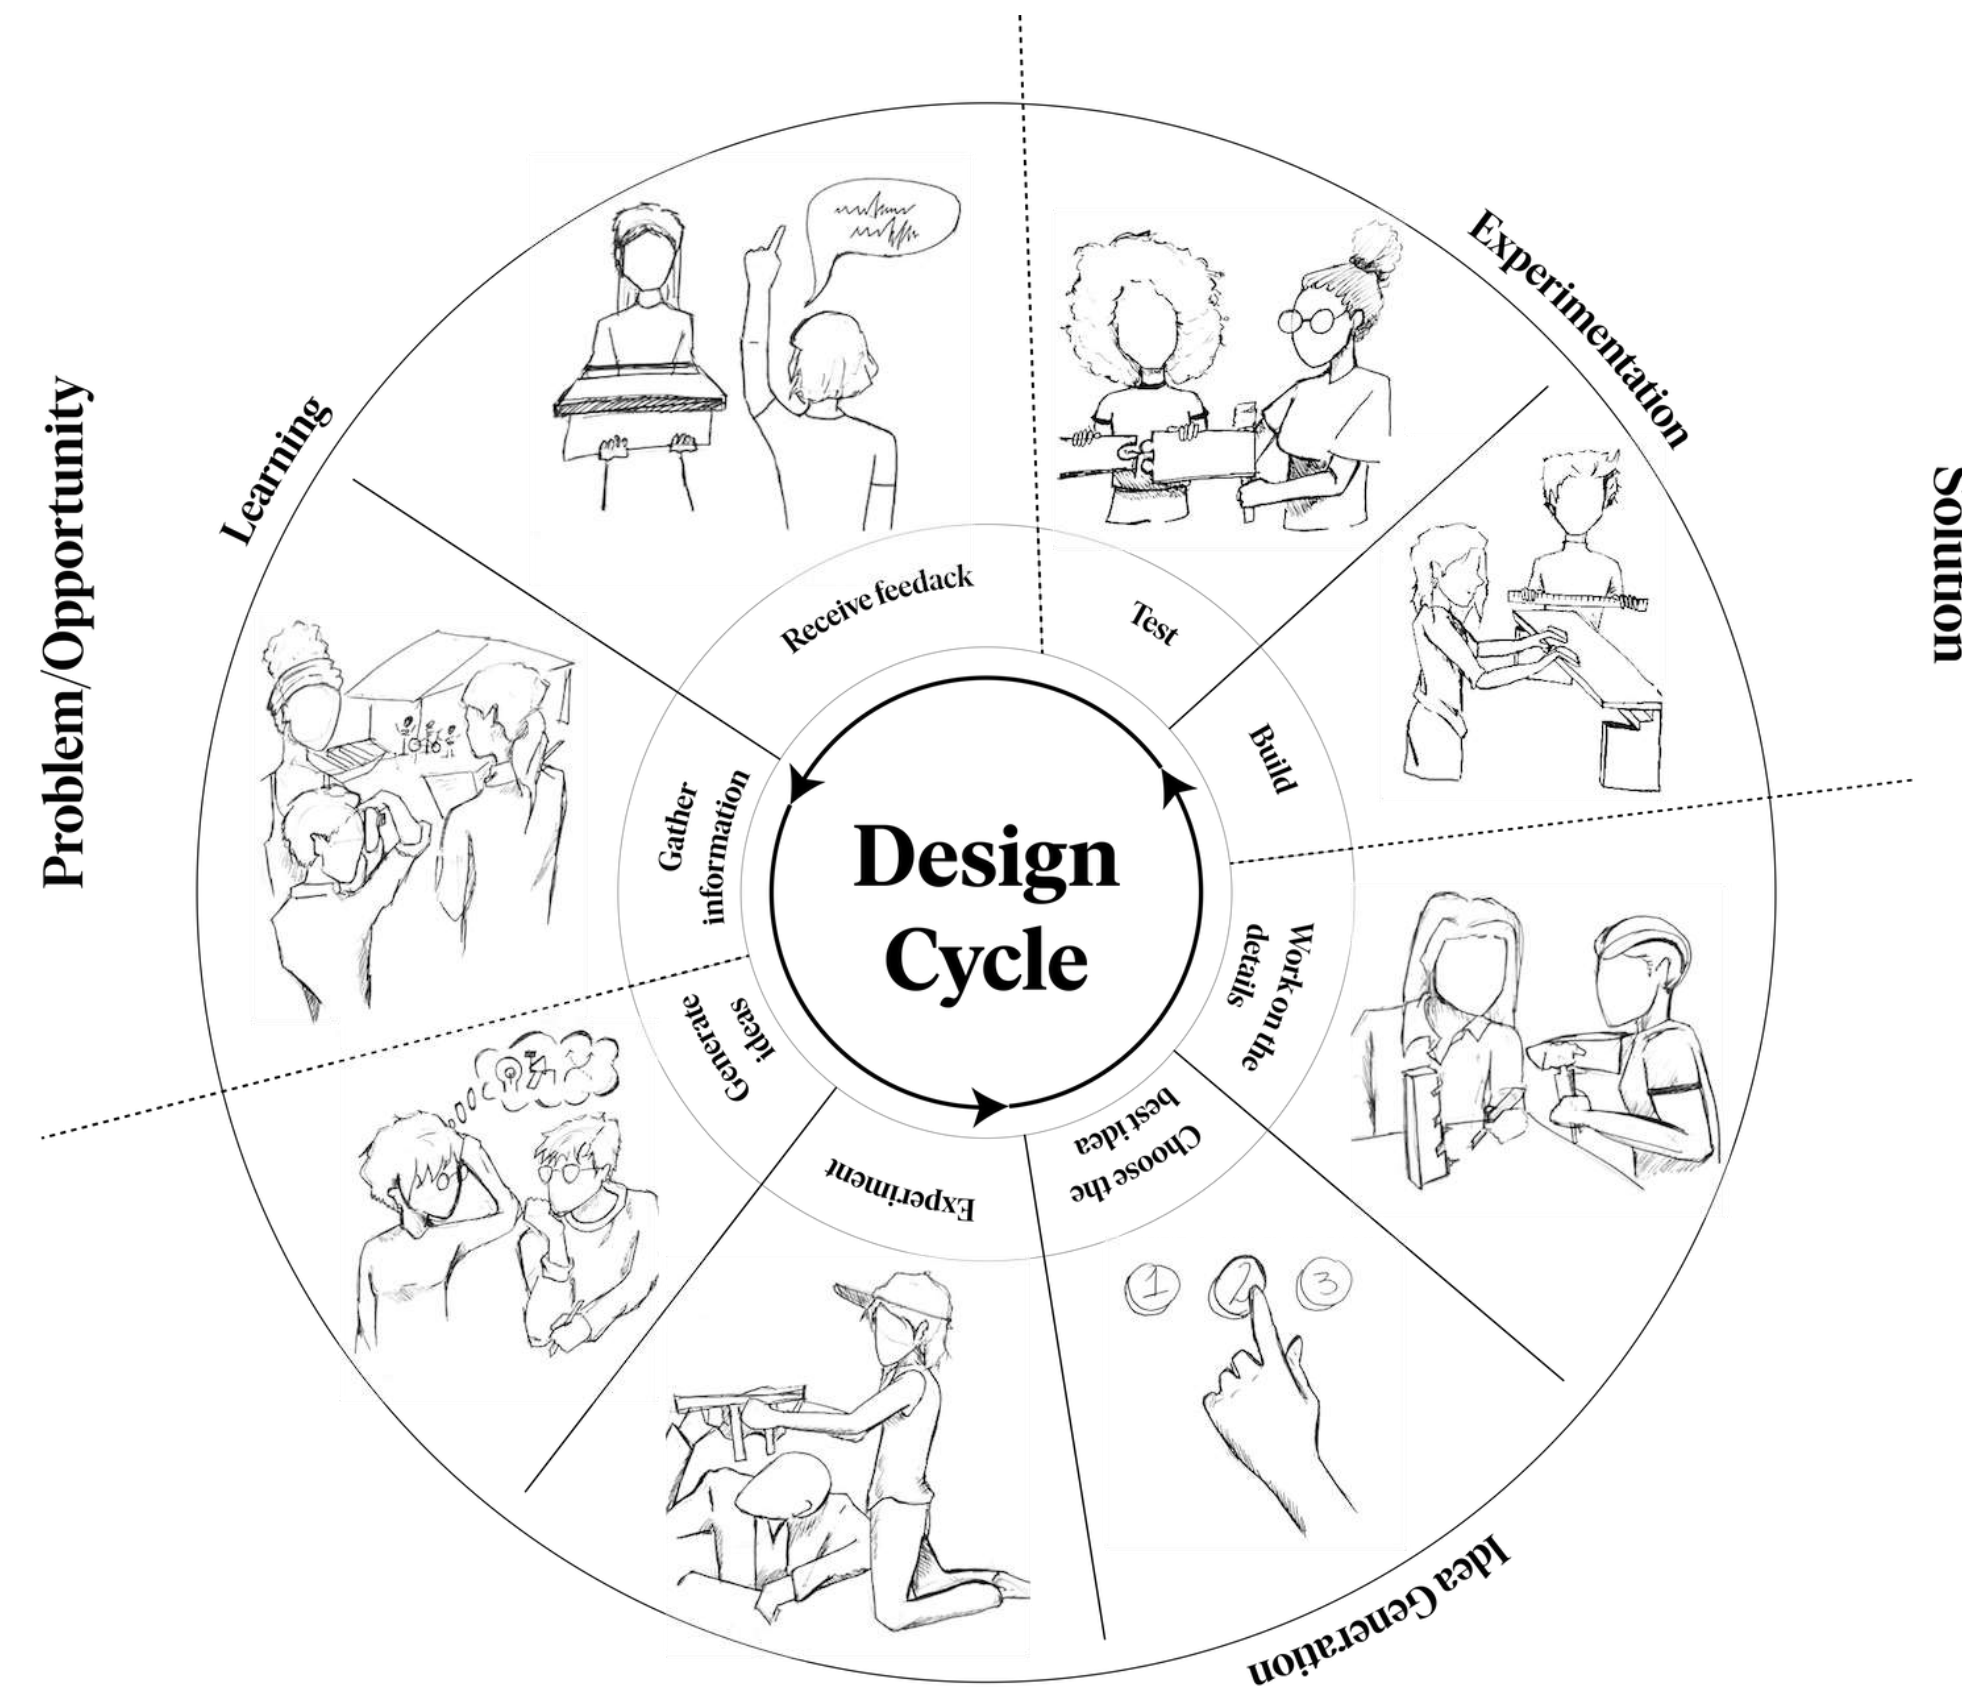 Design
Cycle
Problem/Opportunity
Learning
Experimentation
Solution
Idea Generation
Receive feedack
Gather
information
Generate
ideas
Experiment
Choose the
best idea
Work on the
details
Build
Test
1 2 3